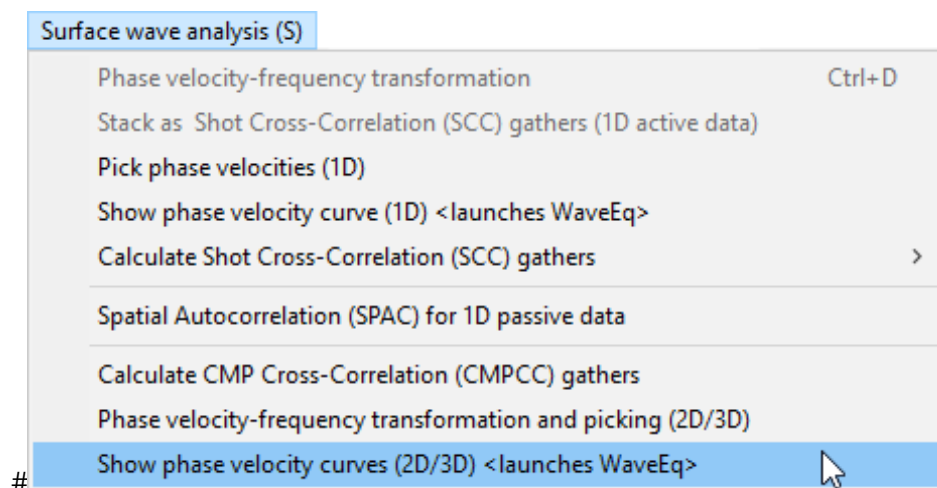 Surface wave analysis (S)
Phase velocity-frequency transformation Ctrl+D
Stack as Shot Cross-Correlation (SCC) gathers (1D active data)
Pick phase velocities (1D)
Show phase velocity curve (1D) <launches WaveEq>
Calculate Shot Cross-Correlation (SCC) gathers >
Spatial Autocorrelation (SPAC) for 1D passive data
Calculate CMP Cross-Correlation (CMPCC) gathers
Phase velocity-frequency transformation and picking (2D/3D)
# Show phase velocity curves (2D/3D) <launches WaveEq>